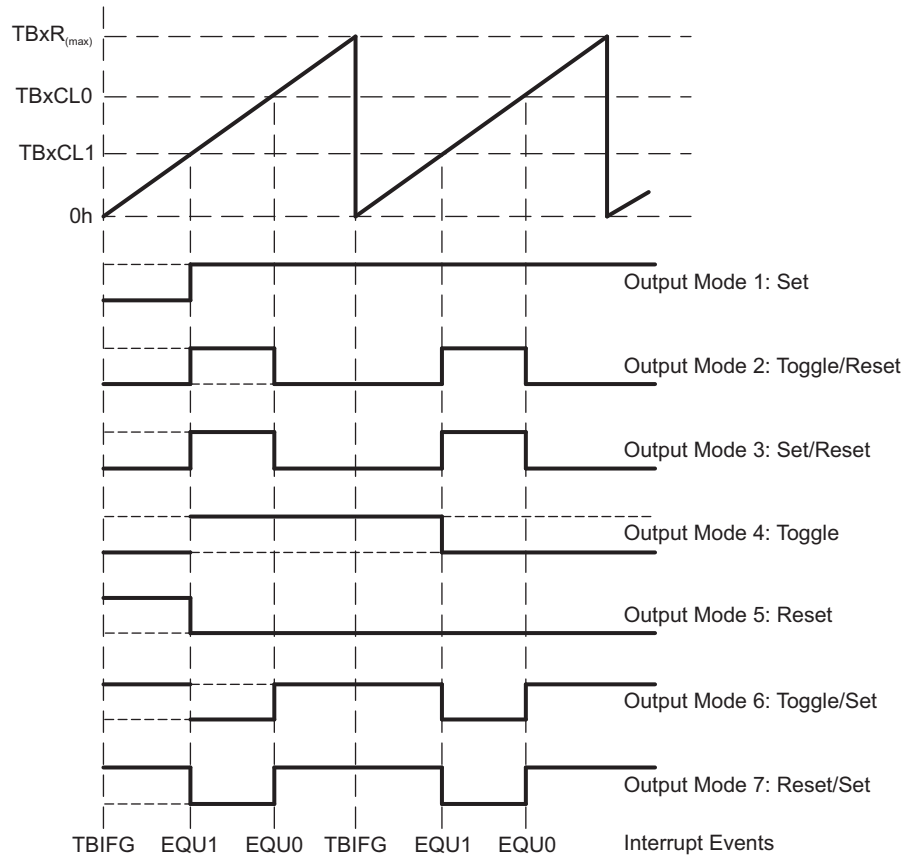 TBxR(max)
TBxCL0
TBxCL1
0h
Output Mode 1: Set
Output Mode 2: Toggle/Reset
Output Mode 3: Set/Reset
Output Mode 4: Toggle
Output Mode 5: Reset
Output Mode 6: Toggle/Set
Output Mode 7: Reset/Set
TBIFG EQU1 EQU0 TBIFG EQU1 EQU0 Interrupt Events